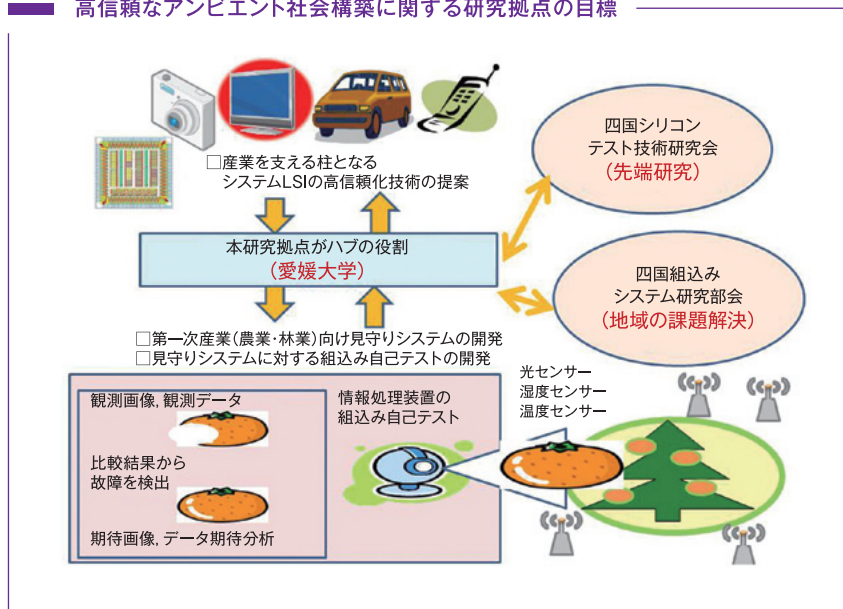 高信頼なアンビエント社会構築に関する研究拠点の目標
□産業を支える柱となる
システムLSIの高信頼化技術の提案
四国シリコン
テスト技術研究会
(先端研究)
本研究拠点がハブの役割
(愛媛大学)
四国組込み
システム研究部会
(地域の課題解決)
□第一次産業(農業・林業)向け見守りシステムの開発
□見守りシステムに対する組込み自己テストの開発
観測画像, 観測データ
比較結果から
故障を検出
期待画像, データ期待分析
情報処理装置の
組込み自己テスト
光センサー
湿度センサー
温度センサー